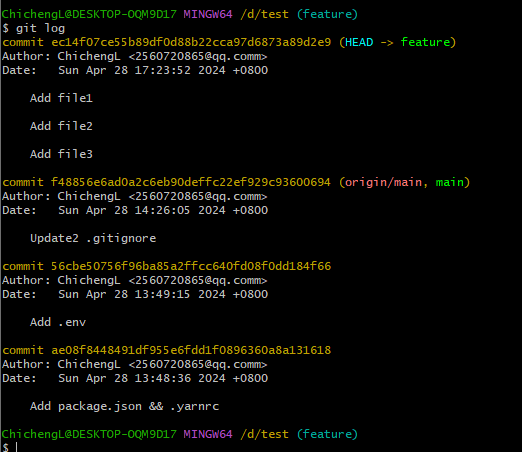 ChichengL@DESKTOP-OQM9D17 MINGW64 /d/test (feature)
$ git log
commit ec14f07ce55b89df0d88b22cca97d6873a89d2e9 (HEAD -> feature)
Author: ChichengL <2560720865@qq.comm>
Date:   Sun Apr 28 17:23:52 2024 +0800
    Add file1
    Add file2
    Add file3
commit f48856e6ad0a2c6eb90deffc22ef929c93600694 (origin/main, main)
Author: ChichengL <2560720865@qq.comm>
Date:   Sun Apr 28 14:26:05 2024 +0800
    Update2 .gitignore
commit 56cbe50756f96ba85a2ffcc640fd08f0dd184f66
Author: ChichengL <2560720865@qq.comm>
Date:   Sun Apr 28 13:49:15 2024 +0800
    Add .env
commit ae08f8448491df955e6fdd1f0896360a8a131618
Author: ChichengL <2560720865@qq.comm>
Date:   Sun Apr 28 13:48:36 2024 +0800
    Add package.json && .yarnrc
ChichengL@DESKTOP-OQM9D17 MINGW64 /d/test (feature)
$